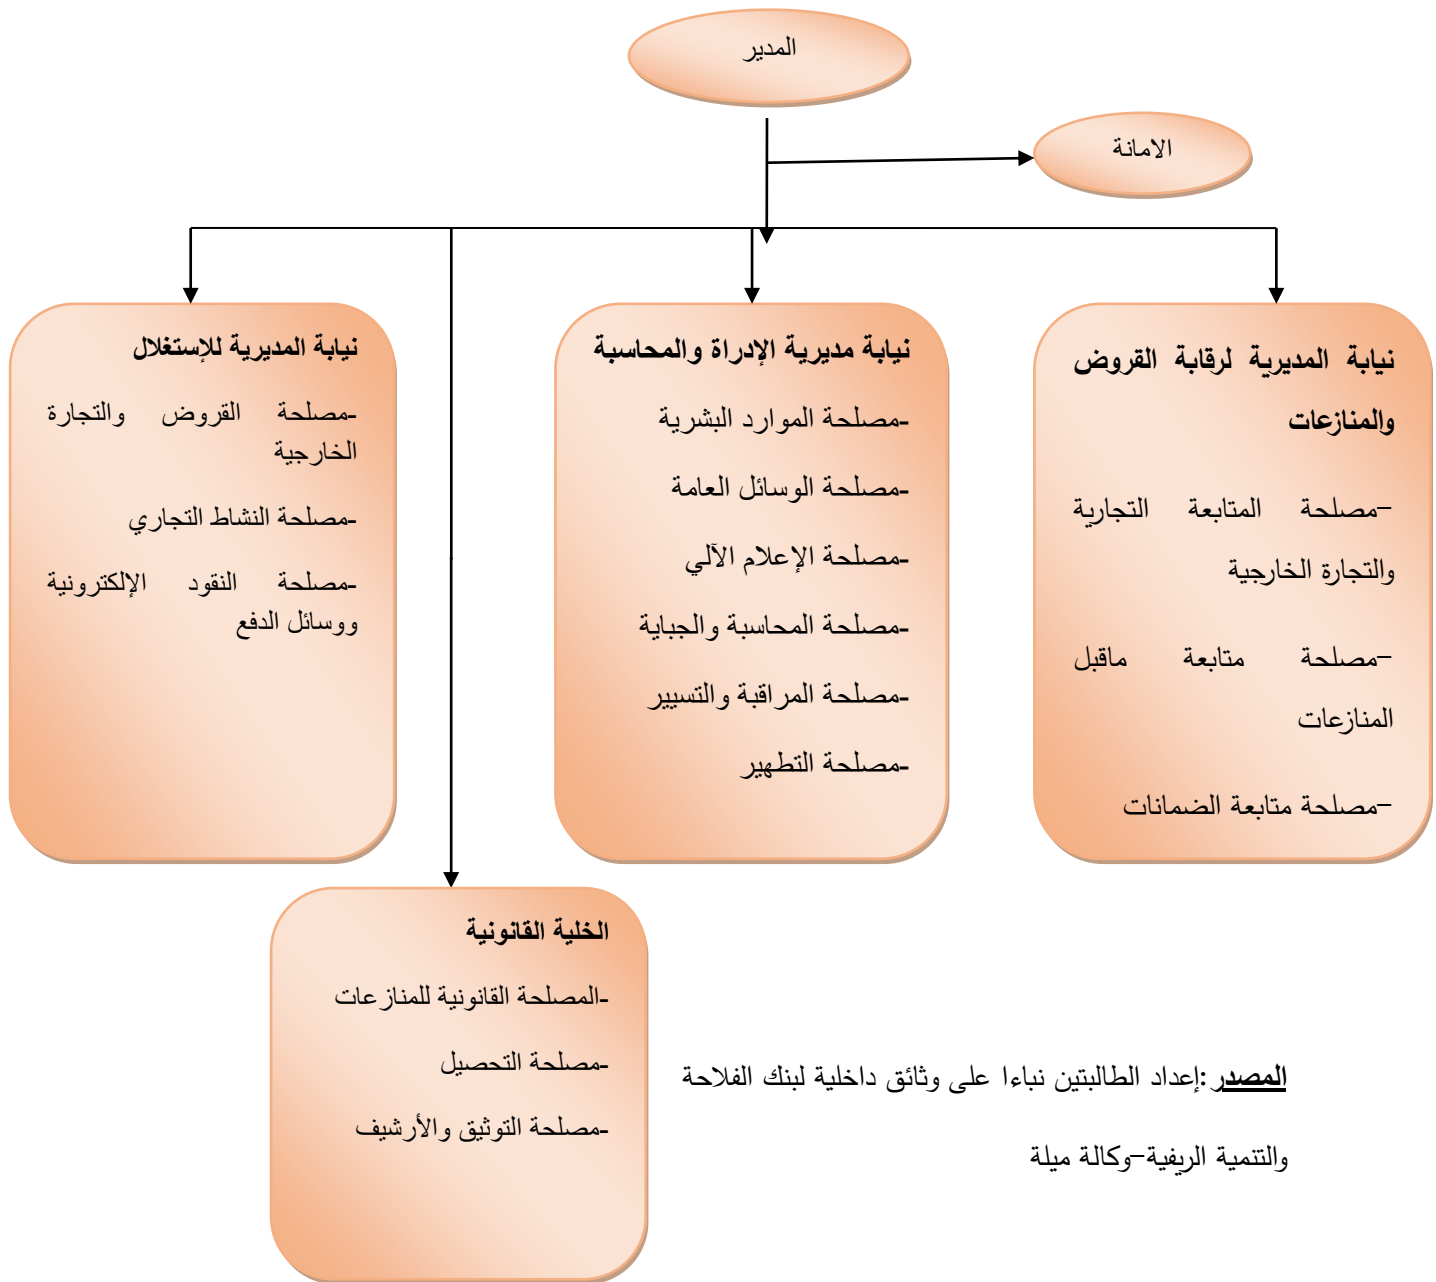 المدير
الامانة
نيابة المديرية لرقابة القروض
والمنازعات
–مصلحة المتابعة التجارية
والتجارة الخارجية
–مصلحة متابعة ماقبل
المنازعات
–مصلحة متابعة الضمانات
نيابة مديرية الإدراة والمحاسبة
-مصلحة الموارد البشرية
-مصلحة الوسائل العامة
-مصلحة الإعلام الآلي
-مصلحة المحاسبة والجباية
-مصلحة المراقبة والتسيير
-مصلحة التطهير
نيابة المديرية للإستغلال
-مصلحة القروض والتجارة
الخارجية
-مصلحة النشاط التجاري
-مصلحة النقود الإلكترونية
ووسائل الدفع
الخلية القانونية
-المصلحة القانونية للمنازعات
-مصلحة التحصيل
-مصلحة التوثيق والأرشيف
المصدر :إعداد الطالبتين نباءا على وثائق داخلية لبنك الفلاحة
والتنمية الريفية–وكالة ميلة